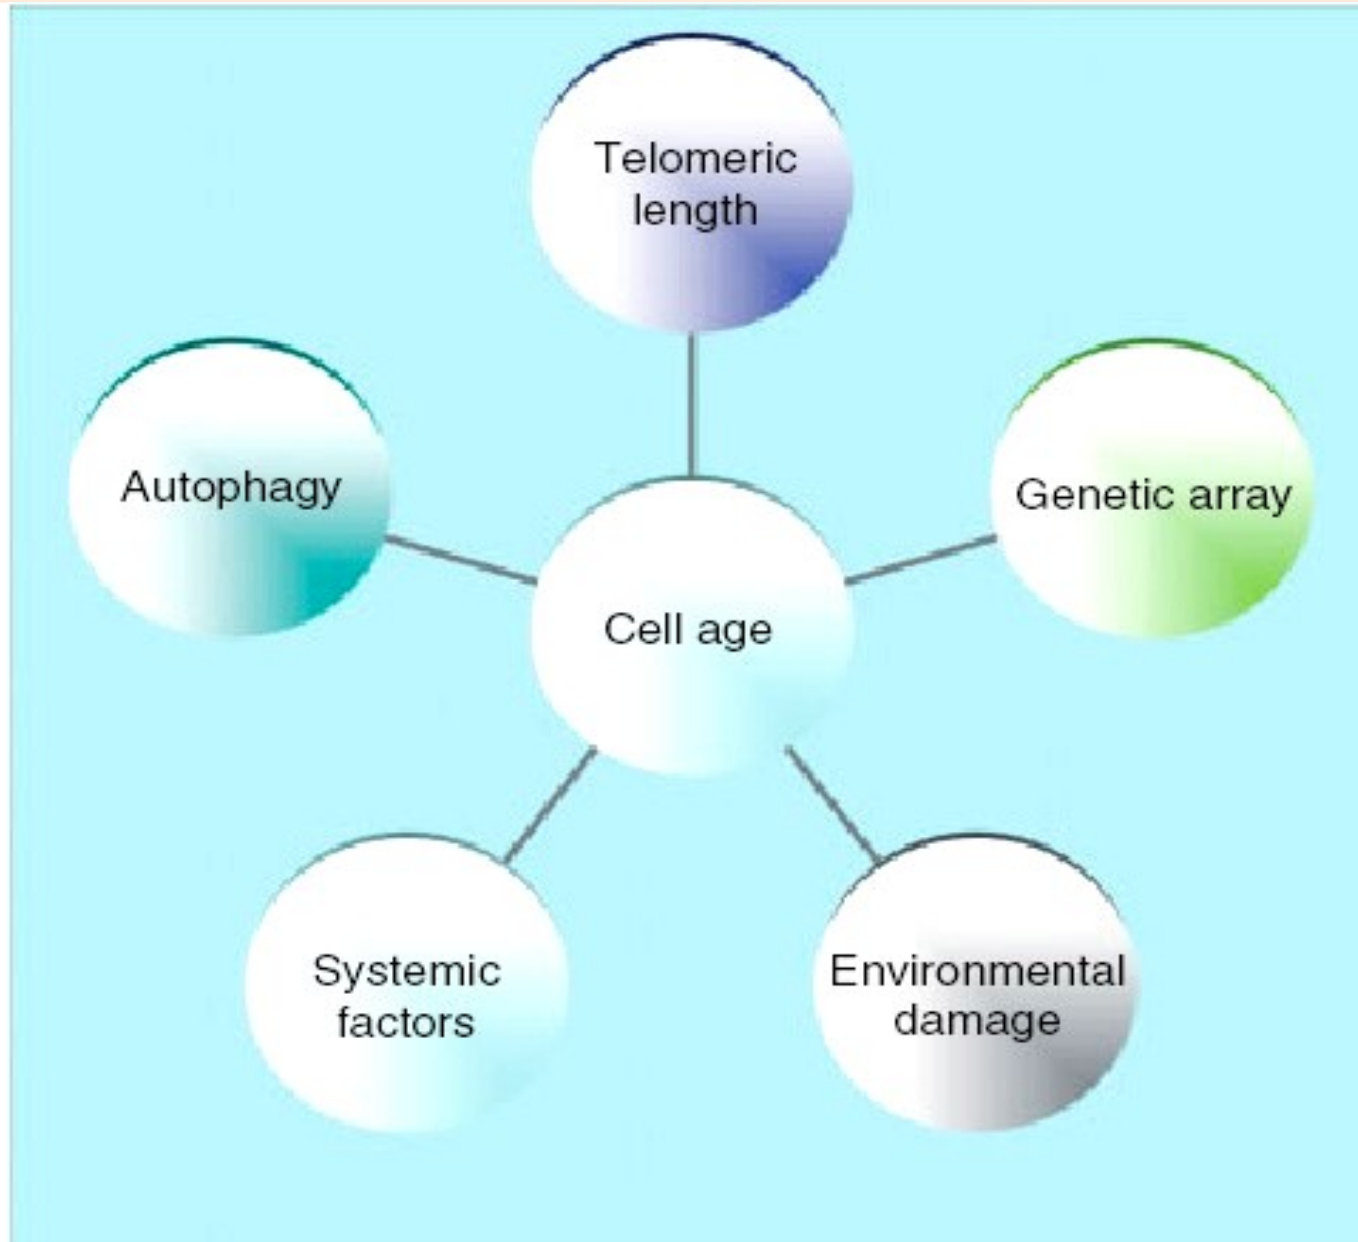 Telomeric
length
Autophagy
Genetic array
Cell age
Systemic
factors
Environmental
damage